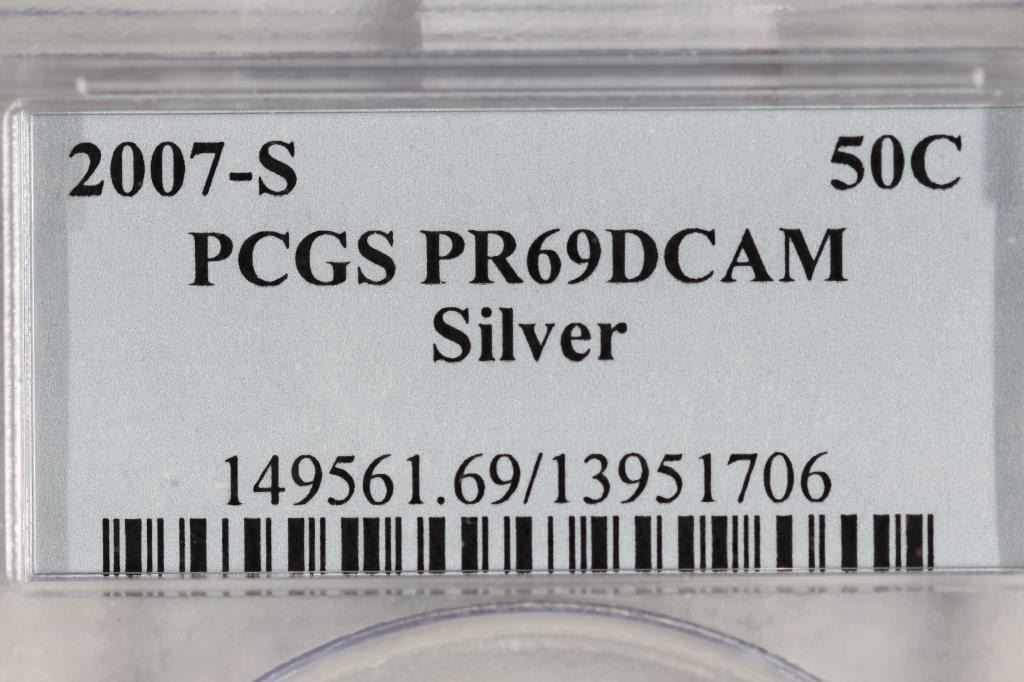 2007-S 50C
PCGS PR69DCAM
Silver
149561.69/13951706